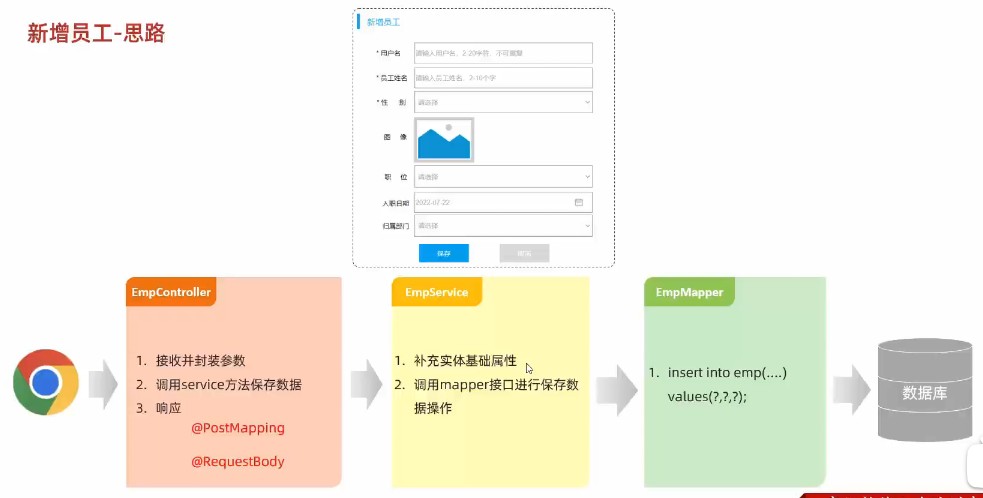 新增员工-思路
新增员工
* 用户名 请输入用户名，2-20字符，不可重复
* 员工姓名 请输入员工姓名，2-10个字
* 性 别 请选择
图 像
职 位 请选择
入职日期 2022-07-22
归属部门 请选择
保存
EmpController
1. 接收并封装参数
2. 调用service方法保存数据
3. 响应
@PostMapping
@RequestBody
EmpService
1. 补充实体基础属性
2. 调用mapper接口进行保存数
据操作
EmpMapper
1. insert into emp(....)
values(?,?,?);
数据库